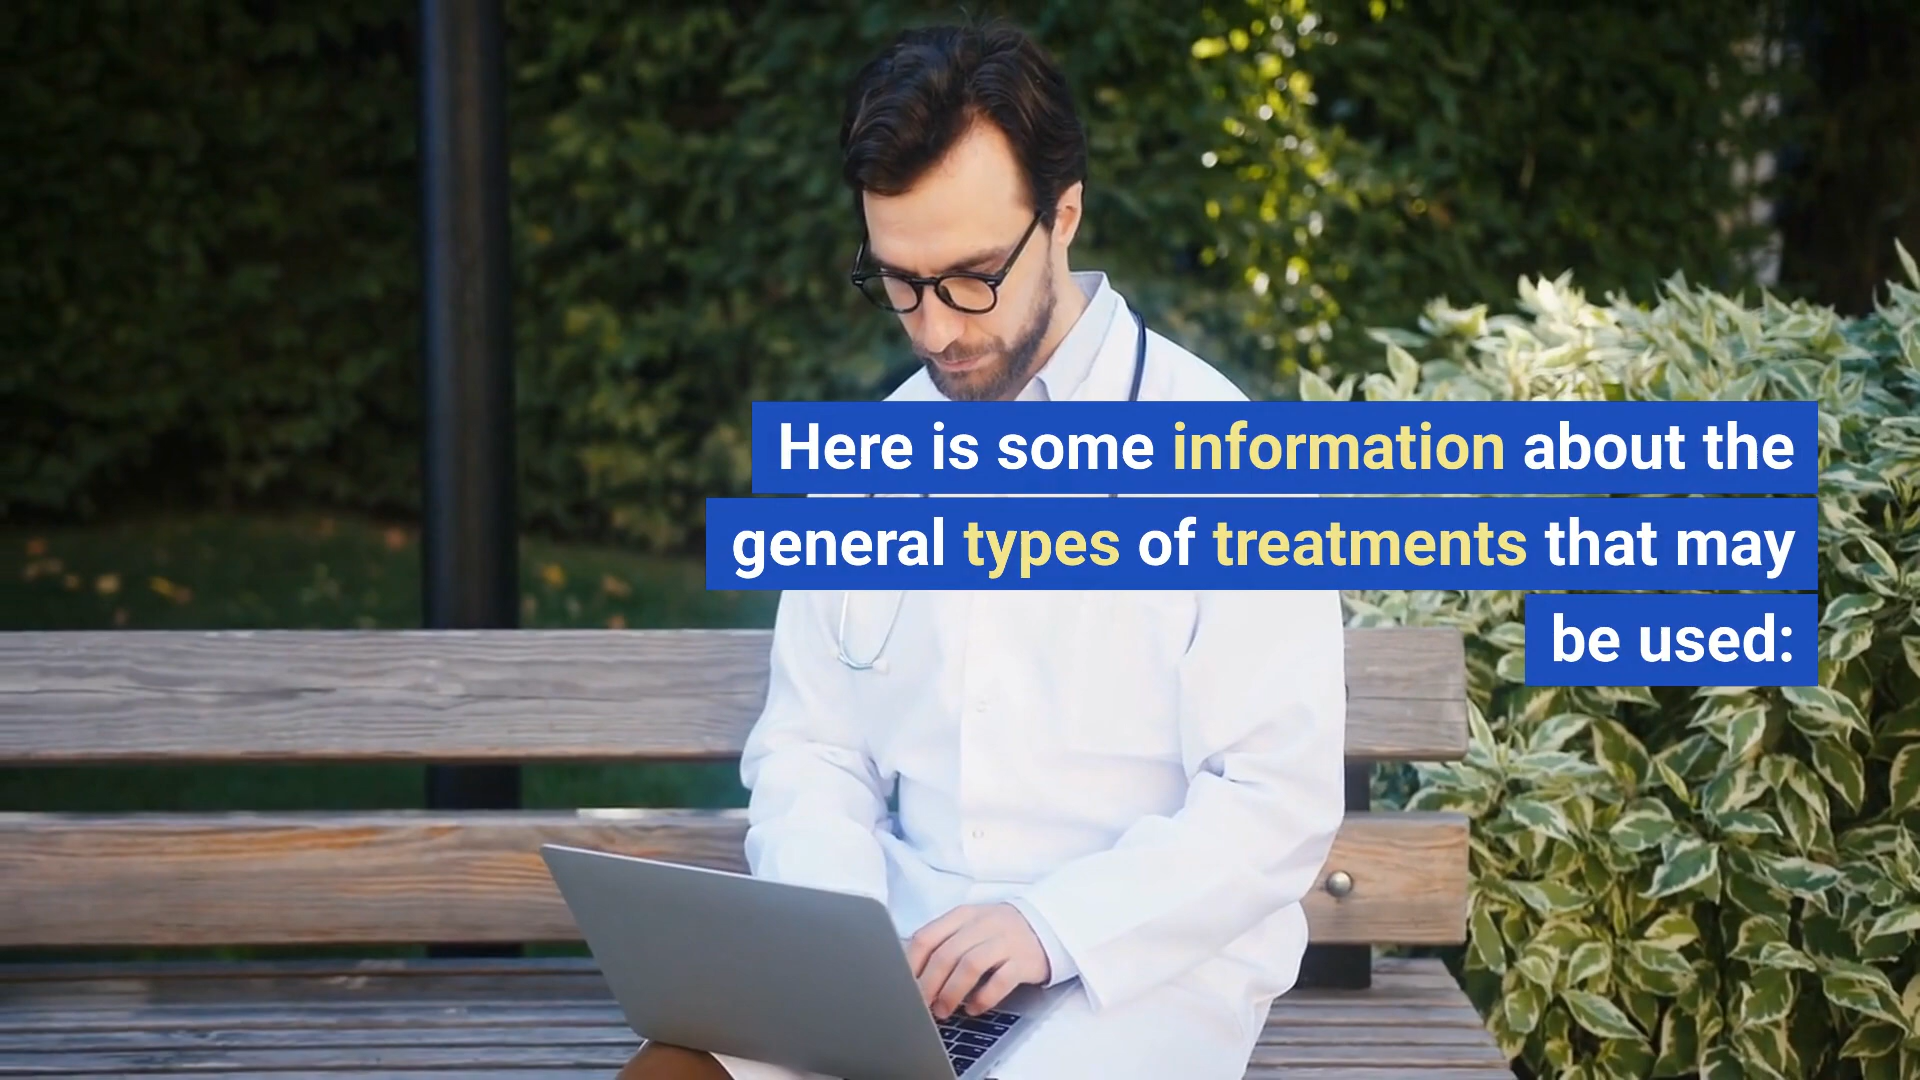 Here is some information about the
general types of treatments that may
be used: